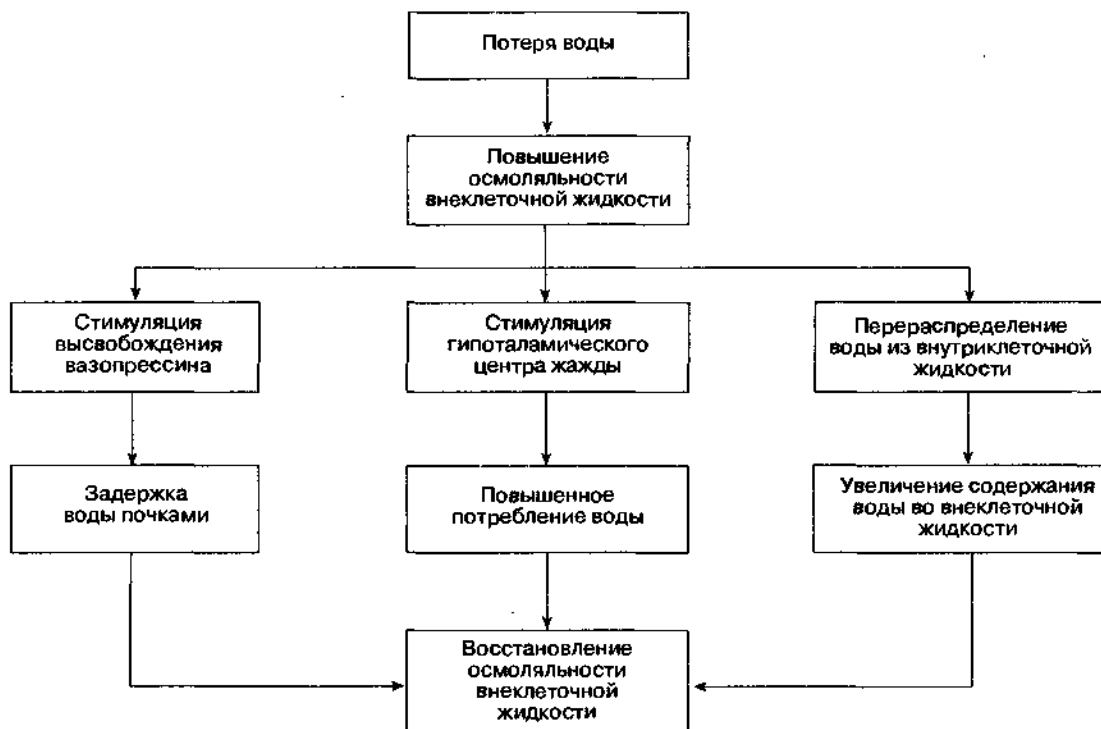 Потеря воды
Повышение
осмоляльности
внеклеточной жидкости
Стимуляция
высвобождения
вазопрессина
Стимуляция
гипоталамического
центра жажды
Перераспределение
воды из внутриклеточной
жидкости
Задержка
воды почками
Повышенное
потребление воды
Увеличение содержания
воды во внеклеточной
жидкости
Восстановление
осмоляльности
внеклеточной
жидкости